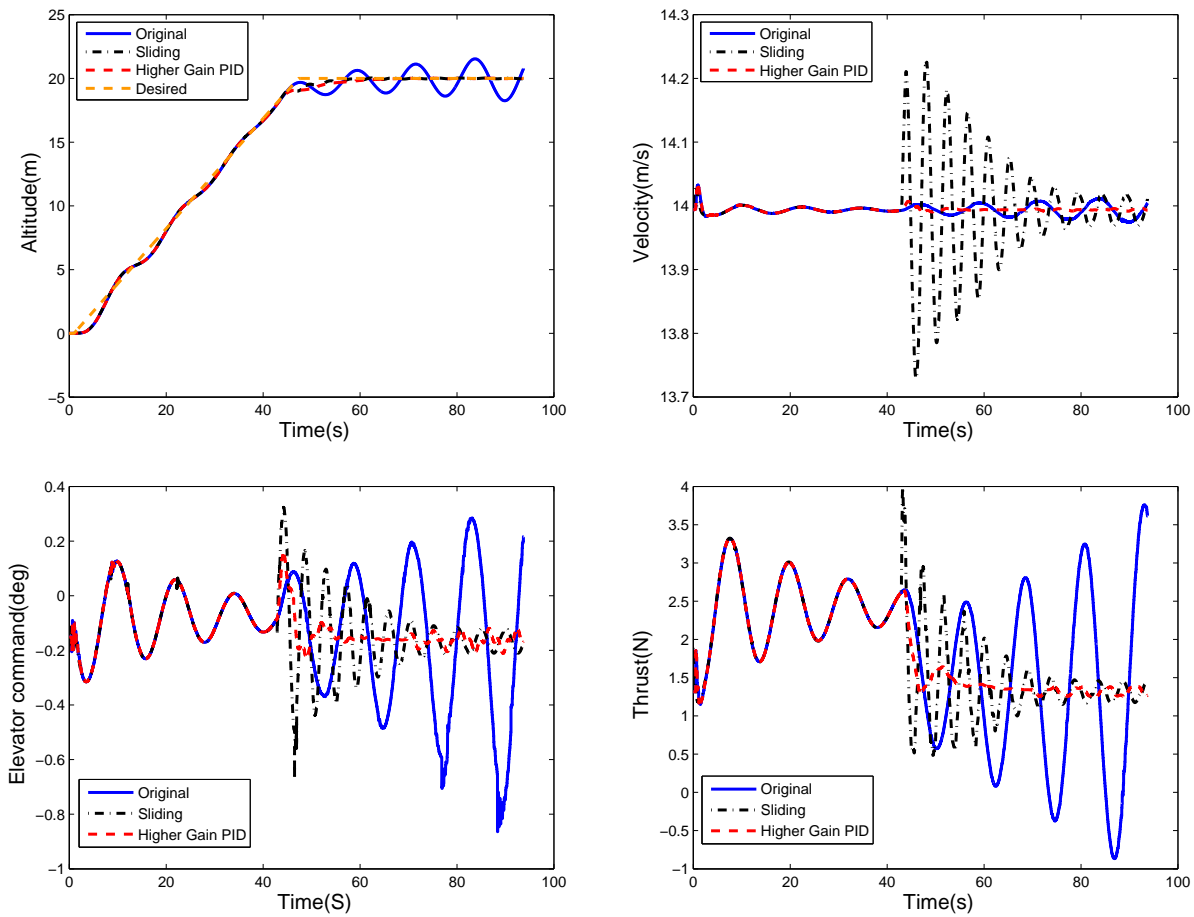 25
20
15
10
5
0
−5
0
20
40
60
80
100
Altitude(m)
Time(s)
Original
Sliding
Higher Gain PID
Desired
14.3
14.2
14.1
14
13.9
13.8
13.7
0
20
40
60
80
100
Velocity(m/s)
Time(s)
Original
Sliding
Higher Gain PID
0.4
0.2
0
−0.2
−0.4
−0.6
−0.8
−1
0
20
40
60
80
100
Elevator command(deg)
Time(S)
Original
Sliding
Higher Gain PID
4
3.5
3
2.5
2
1.5
1
0.5
0
−0.5
−1
0
20
40
60
80
100
Thrust(N)
Time(s)
Original
Sliding
Higher Gain PID